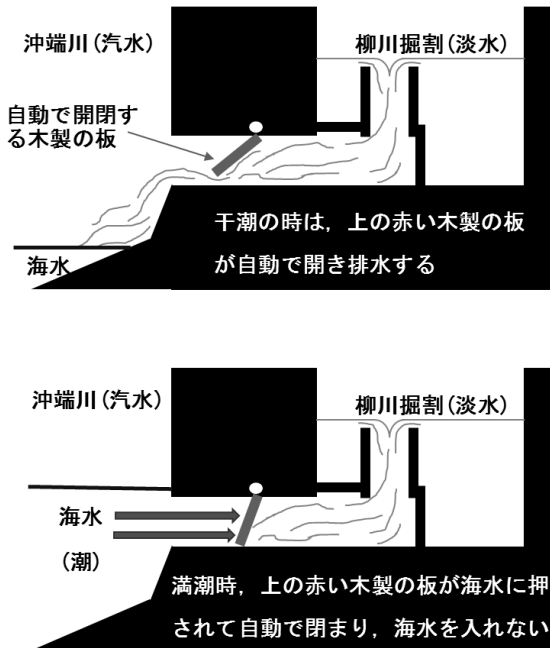 沖端川(汽水)
柳川掘割(淡水)
自動で開閉す
る木製の板
干潮の時は，上の赤い木製の板
が自動で開き排水する
海水
沖端川(汽水)
柳川掘割(淡水)
海水
(潮)
満潮時，上の赤い木製の板が海水に押
されて自動で閉まり，海水を入れない